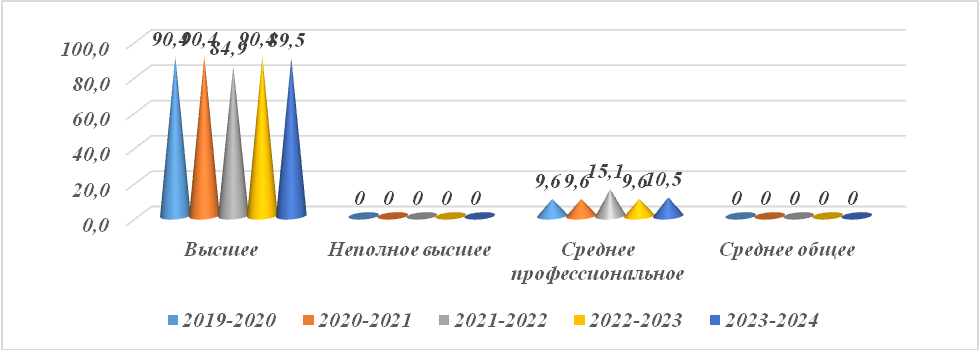 90,4 90,4 84,9 90,4 89,5
100,0
80,0
60,0
40,0
20,0
0,0
0 0 0 0 0
9,6 9,6 15,1 9,6 10,5
0 0 0 0 0
Высшее
Неполное высшее
Среднее
профессиональное
Среднее общее
2019-2020 2020-2021 2021-2022 2022-2023 2023-2024